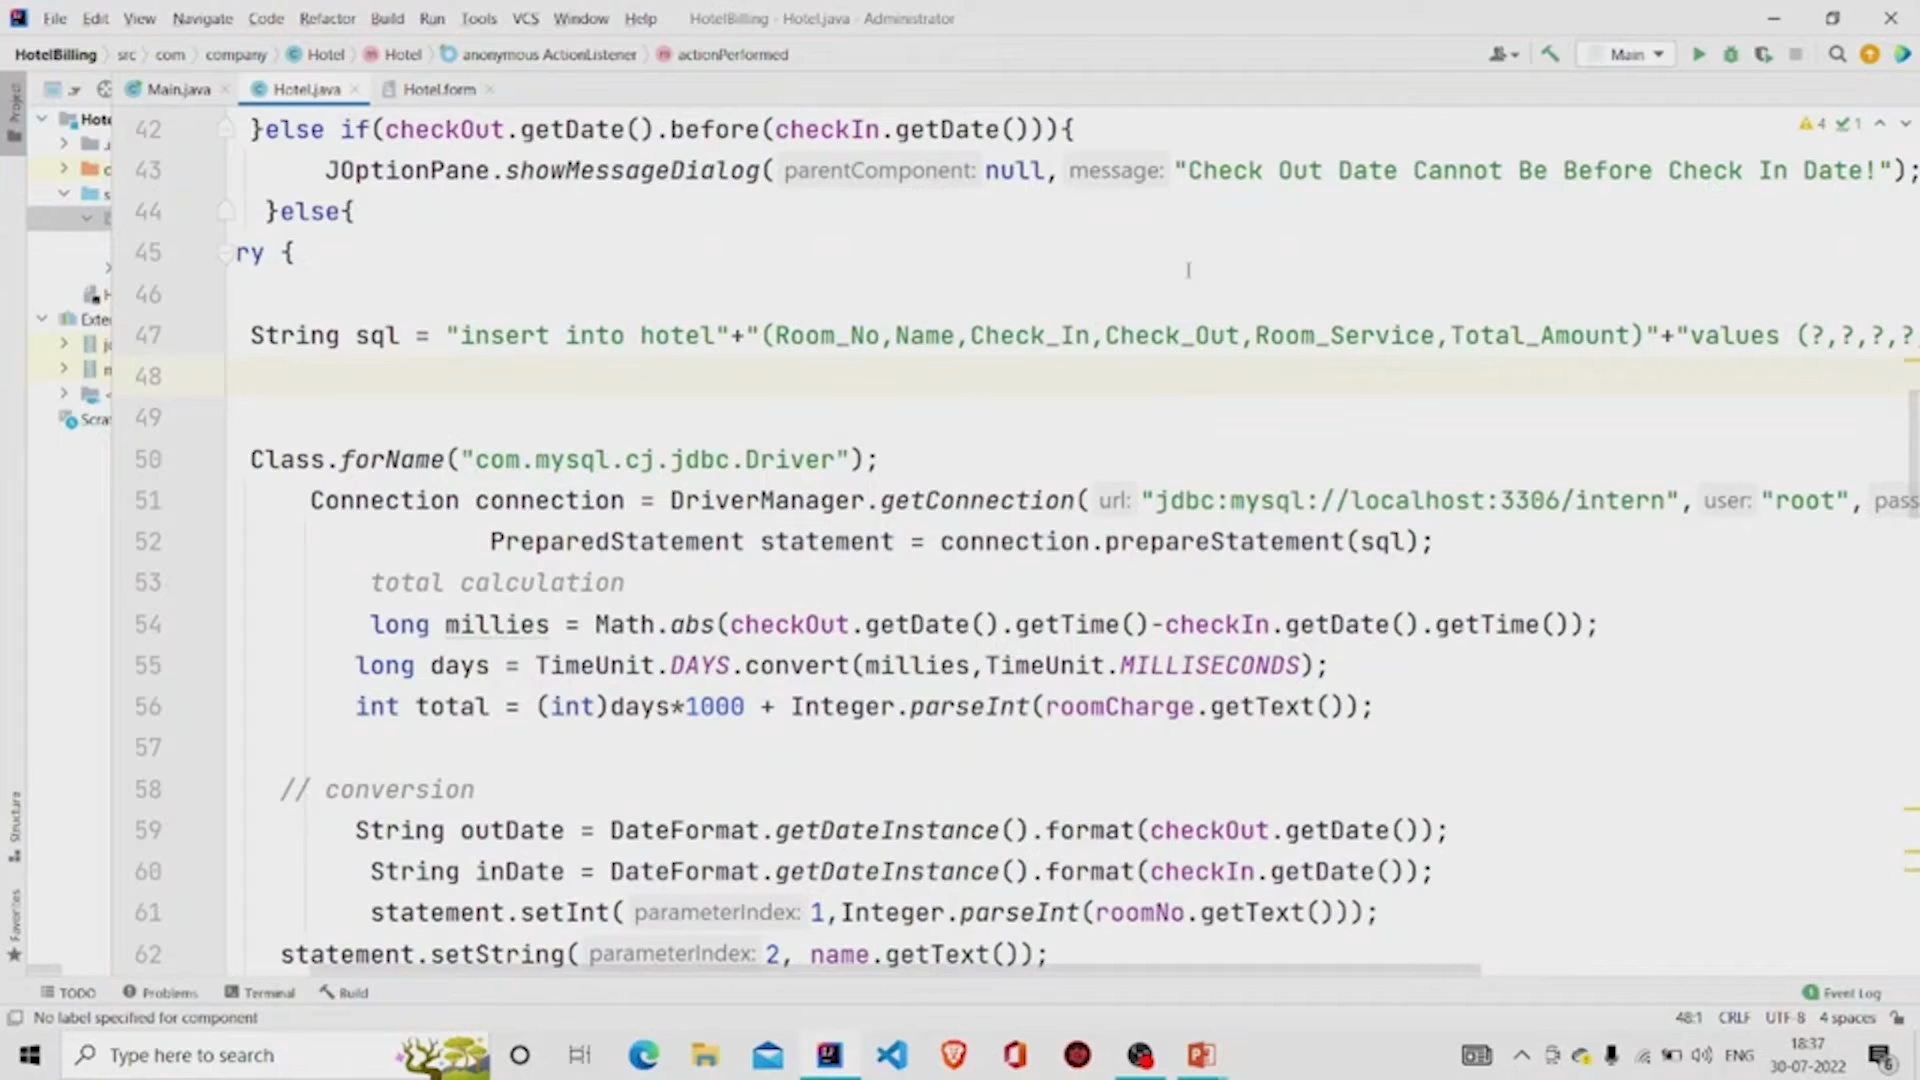 File Edit View Navigate Code Refactor Build Run Tools VCS Window Help HotelBilling - Hotel.java - Administrator
HotelBilling src com company Hotel Hotel anonymous ActionListener actionPerformed Main
Main.java Hotel.java Hotel.form
Project
Hote
Exte
Scra
4 1
42 }else if(checkOut.getDate().before(checkIn.getDate())){
43 JOptionPane.showMessageDialog( parentComponent: null, message: "Check Out Date Cannot Be Before Check In Date!");
44 }else{
45 ry {
46
47 String sql = "insert into hotel"+"(Room_No,Name,Check_In,Check_Out,Room_Service,Total_Amount)"+"values (?,?,?,?
48
49
50 Class.forName("com.mysql.cj.jdbc.Driver");
51 Connection connection = DriverManager.getConnection( url: "jdbc:mysql://localhost:3306/intern", user: "root", pass
52 PreparedStatement statement = connection.prepareStatement(sql);
53 total calculation
54 long millies = Math.abs(checkOut.getDate().getTime()-checkIn.getDate().getTime());
55 long days = TimeUnit.DAYS.convert(millies,TimeUnit.MILLISECONDS);
56 int total = (int)days*1000 + Integer.parseInt(roomCharge.getText());
57
58 // conversion
59 String outDate = DateFormat.getDateInstance().format(checkOut.getDate());
60 String inDate = DateFormat.getDateInstance().format(checkIn.getDate());
61 statement.setInt( parameterIndex: 1,Integer.parseInt(roomNo.getText()));
62 statement.setString( parameterIndex: 2, name.getText());
Structure
Favorites
TODO Problems Terminal Build Event Log
No label specified for component 48:1 CRLF UTF-8 4 spaces
Type here to search ENG 18:37
30-07-2022 6